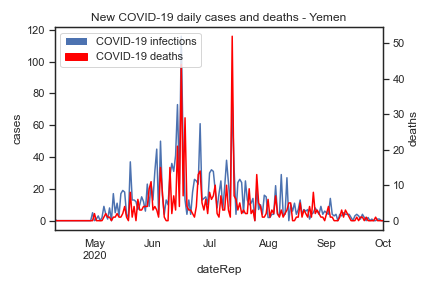 New COVID-19 daily cases and deaths - Yemen
COVID-19 infections
COVID-19 deaths
120
100
80
60
40
20
0
cases
50
40
30
20
10
0
deaths
May Jun Jul Aug Sep Oct
2020
dateRep